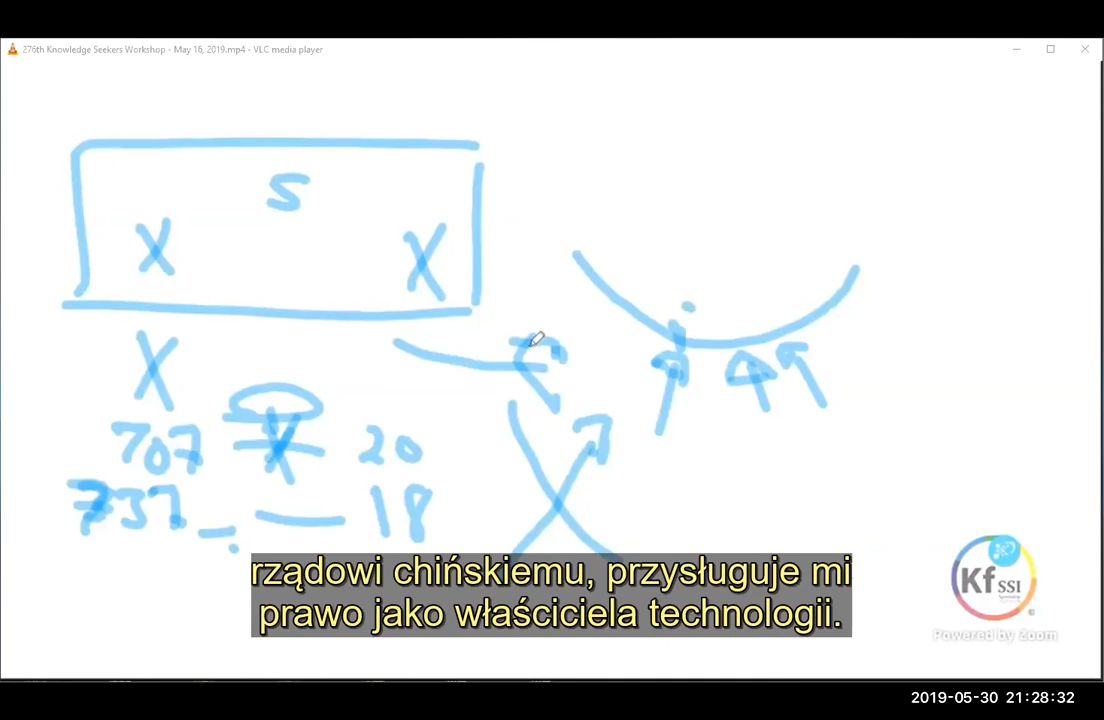 276th Knowledge Seekers Workshop - May 16, 2019.mp4 - VLC media player
S
X X
X
707 X 20
737 18
rządowi chińskiemu, przysługuje mi
prawo jako właściciela technologii.
Kf SSI
Powered by Zoom
2019-05-30 21:28:32